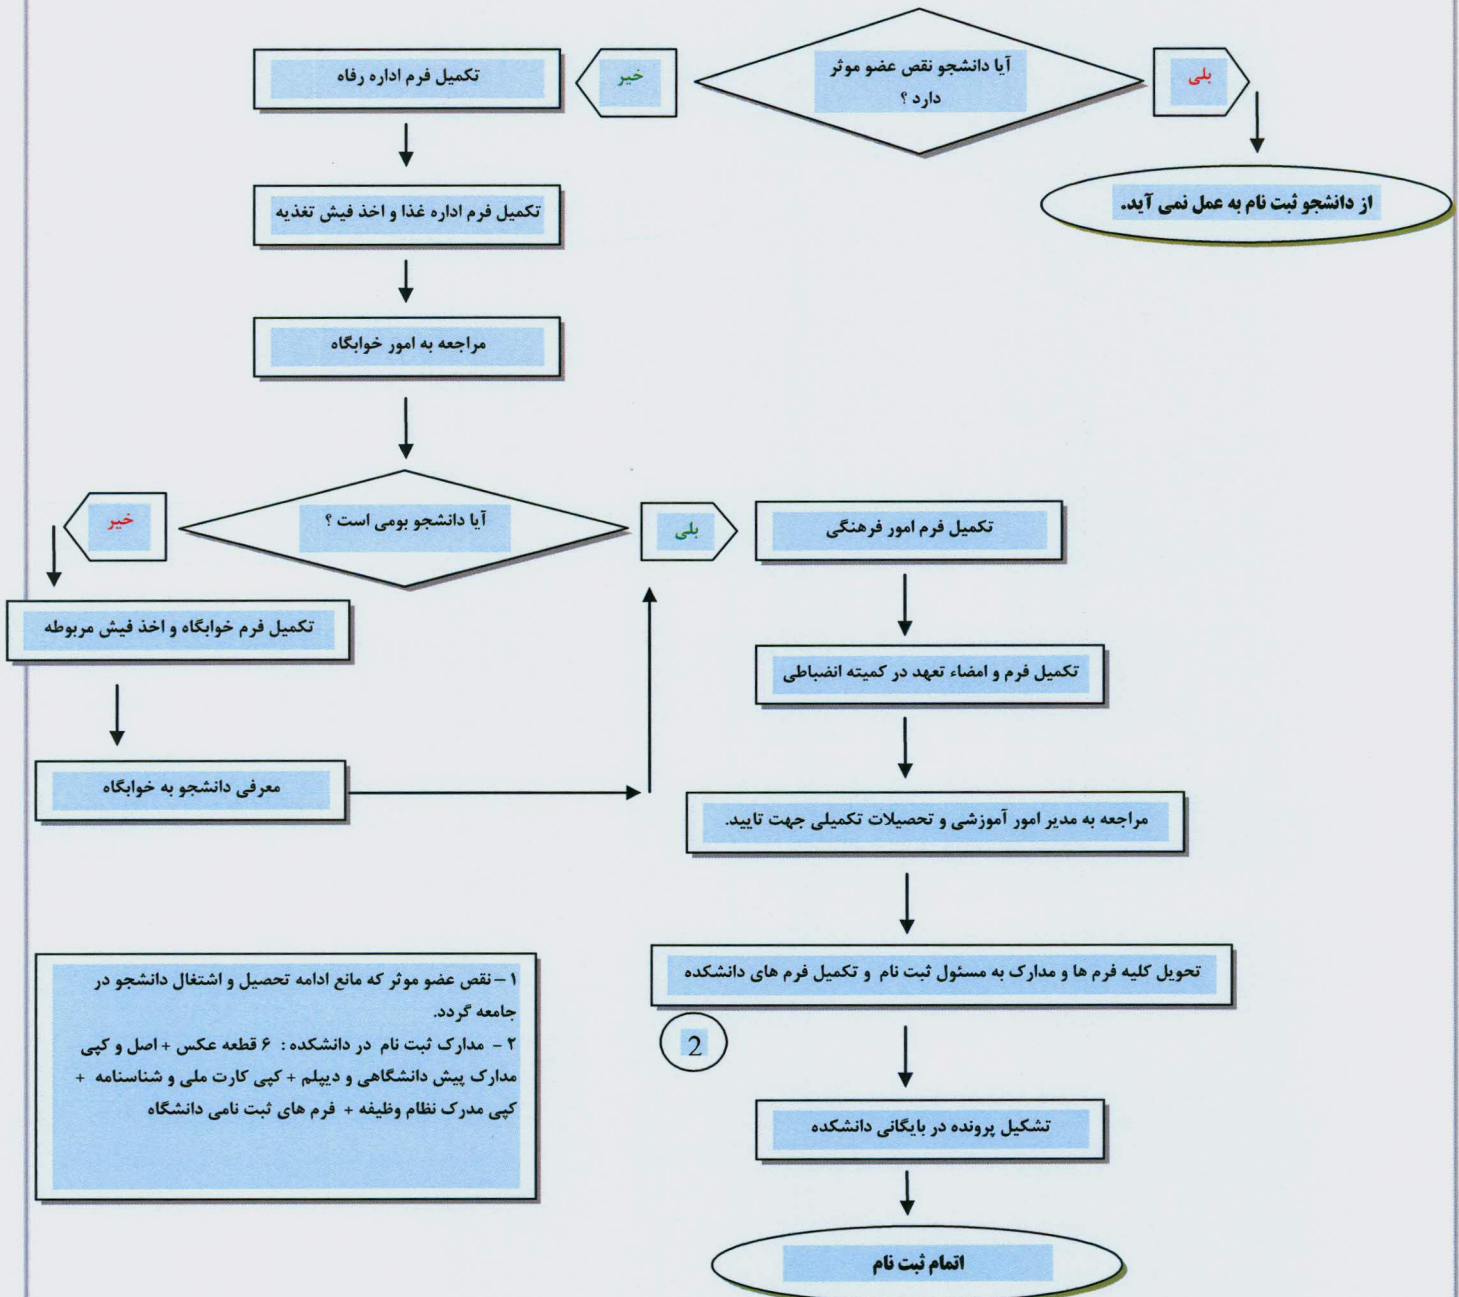 آیا دانشجو نقص عضو موثر
دارد ؟
بلی
خیر
از دانشجو ثبت نام به عمل نمی آید.
تکمیل فرم اداره رفاه
تکمیل فرم اداره غذا و اخذ فیش تغذیه
مراجعه به امور خوابگاه
آیا دانشجو بومی است ؟
خیر
بلی
تکمیل فرم خوابگاه و اخذ فیش مربوطه
معرفی دانشجو به خوابگاه
تکمیل فرم امور فرهنگی
تکمیل فرم و امضاء تعهد در کمیته انضباطی
مراجعه به مدیر امور آموزشی و تحصیلات تکمیلی جهت تایید.
تحویل کلیه فرم ها و مدارک به مسئول ثبت نام و تکمیل فرم های دانشکده
2
تشکیل پرونده در بایگانی دانشکده
اتمام ثبت نام
۱ – نقص عضو موثر که مانع ادامه تحصیل و اشتغال دانشجو در
جامعه گردد.
۲ – مدارک ثبت نام در دانشکده : ۶ قطعه عکس + اصل و کپی
مدارک پیش دانشگاهی و دیپلم + کپی کارت ملی و شناسنامه +
کپی مدرک نظام وظیفه + فرم های ثبت نامی دانشگاه